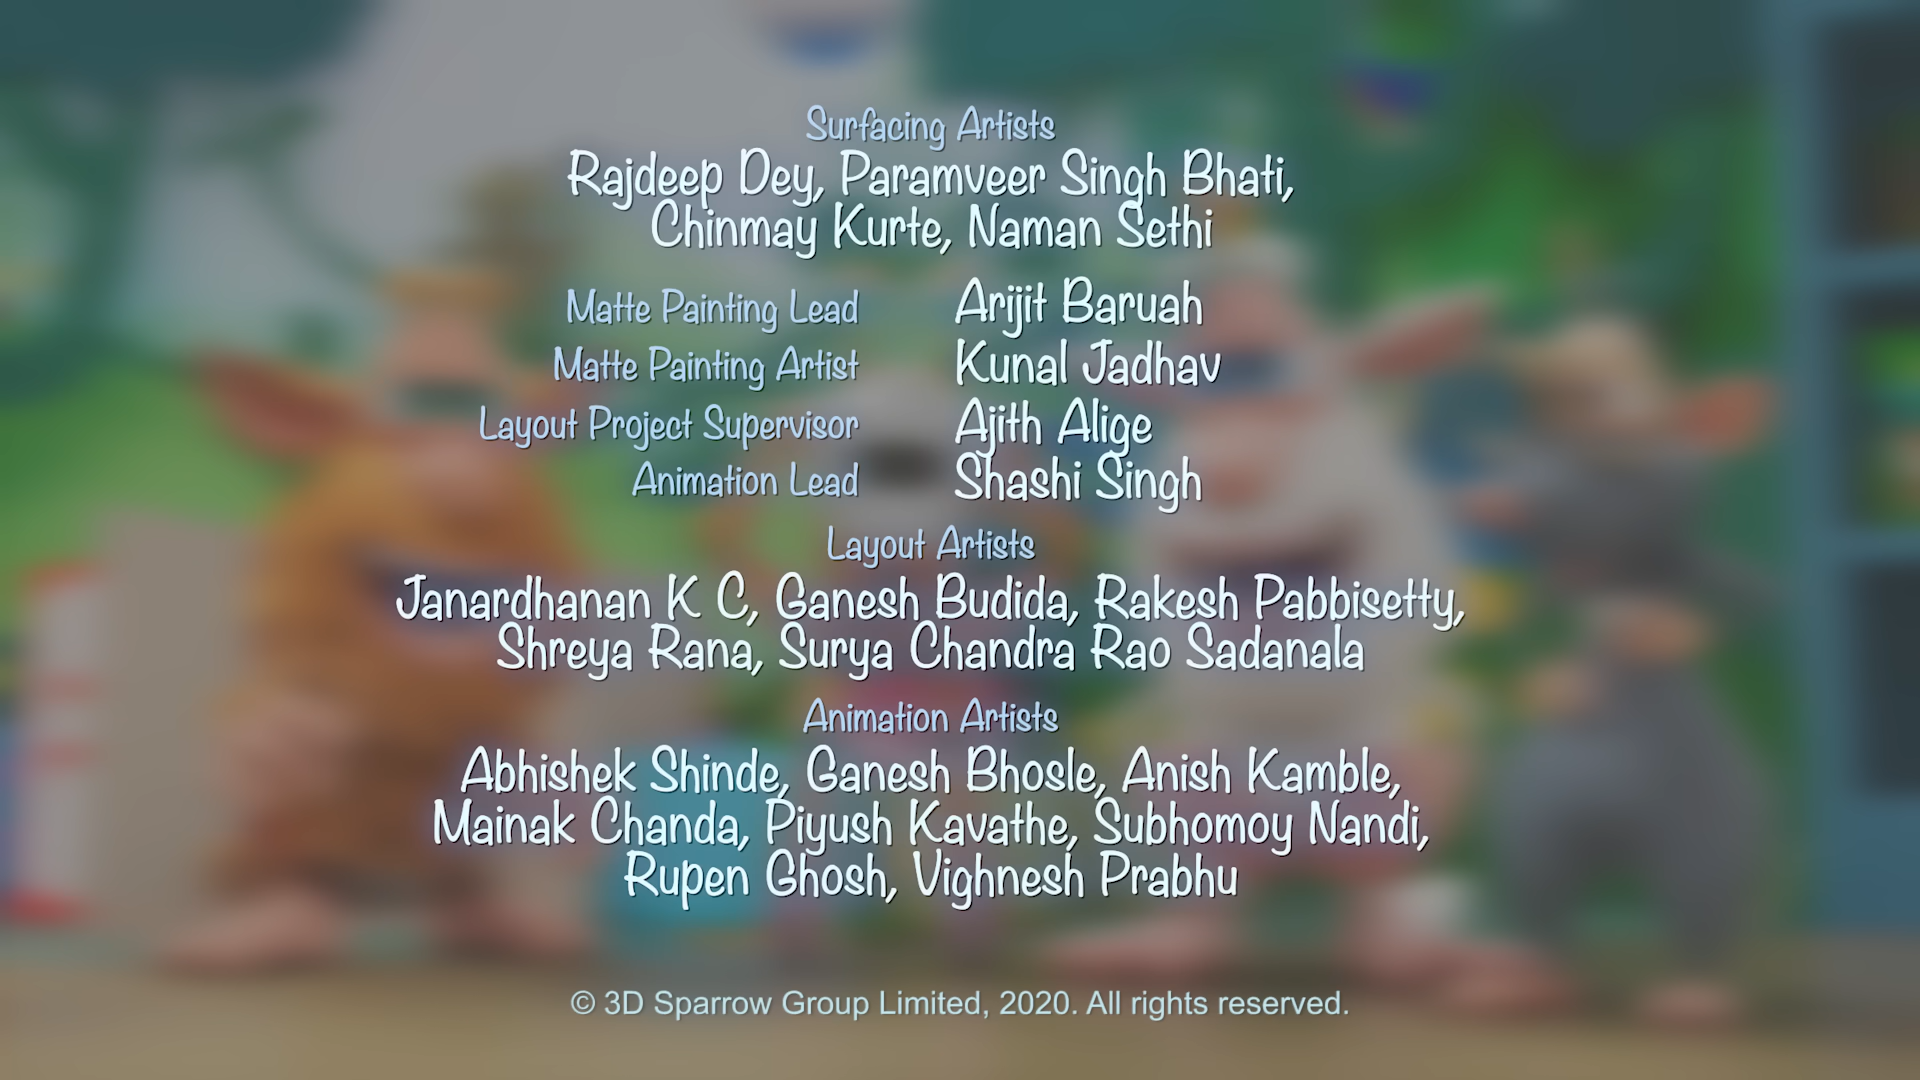 Surfacing Artists
Rajdeep Dey, Paramveer Singh Bhati,
Chinmay Kurte, Naman Sethi
Matte Painting Lead Arijit Baruah
Matte Painting Artist Kunal Jadhav
Layout Project Supervisor Ajith Alige
Animation Lead Shashi Singh
Layout Artists
Janardhanan K C, Ganesh Budida, Rakesh Pabbisetty,
Shreya Rana, Surya Chandra Rao Sadanala
Animation Artists
Abhishek Shinde, Ganesh Bhosle, Anish Kamble,
Mainak Chanda, Piyush Kavathe, Subhomoy Nandi,
Rupen Ghosh, Vighnesh Prabhu
© 3D Sparrow Group Limited, 2020. All rights reserved.